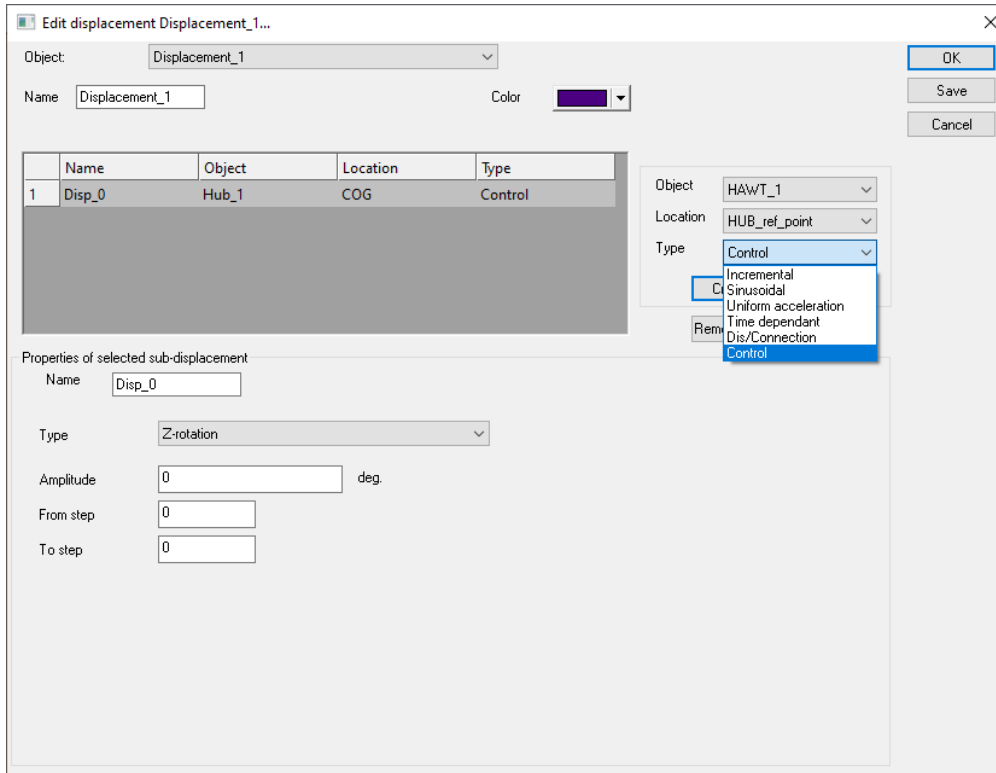 Edit displacement Displacement_1...
Object: Displacement_1
OK
Name Displacement_1 Color
Save
Cancel
Name Object Location Type
1 Disp_0 Hub_1 COG Control
Object HAWT_1
Location HUB_ref_point
Type Control
Incremental
Sinusoidal
Uniform acceleration
Time dependant
Dis/Connection
Control
Properties of selected sub-displacement
Name Disp_0
Type Z-rotation
Amplitude 0 deg.
From step 0
To step 0